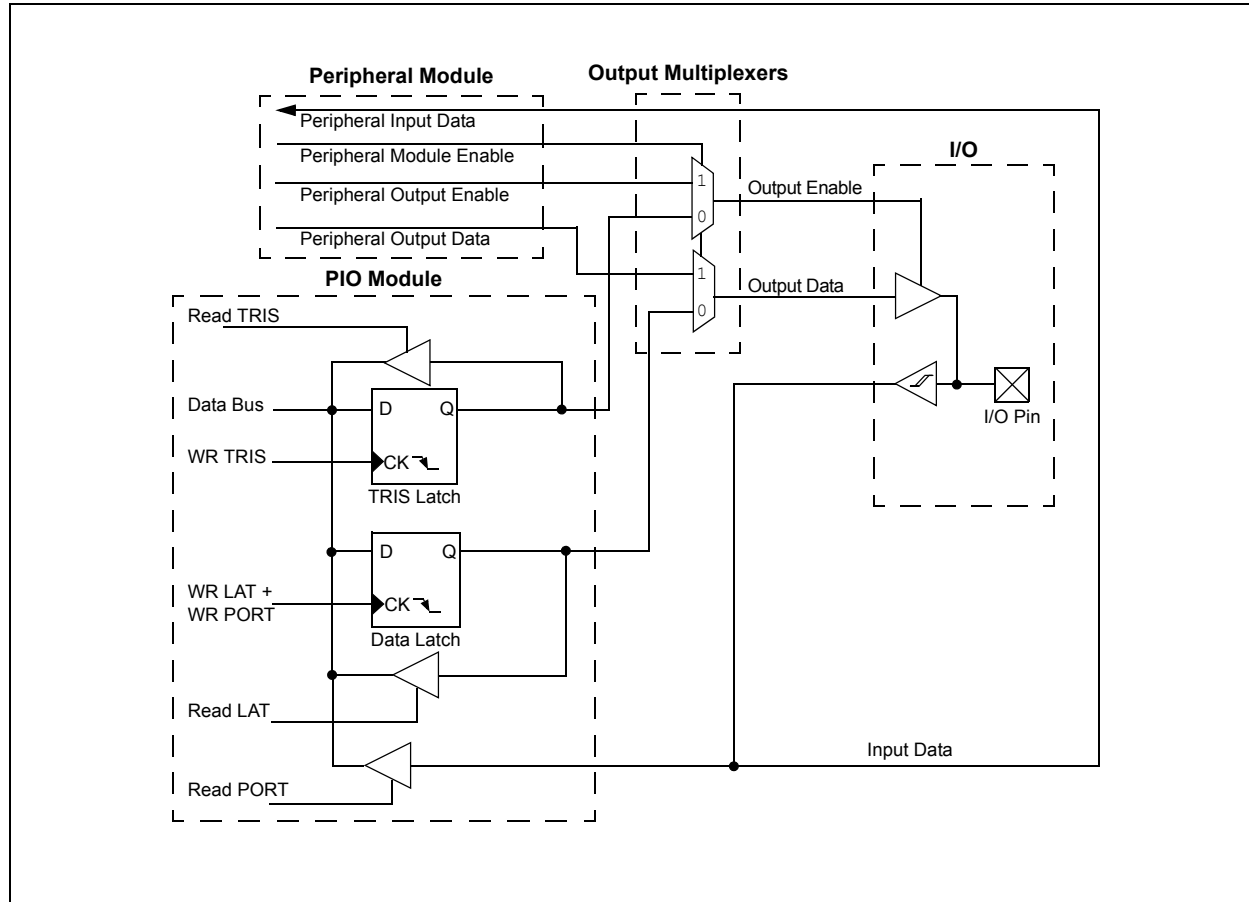 Peripheral Module
Output Multiplexers
Peripheral Input Data
Peripheral Module Enable
Peripheral Output Enable
Peripheral Output Data
1
0
1
0
Output Enable
Output Data
I/O
I/O Pin
PIO Module
Read TRIS
Data Bus
D
Q
WR TRIS
CK
TRIS Latch
D
Q
WR LAT +
WR PORT
CK
Data Latch
Read LAT
Read PORT
Input Data